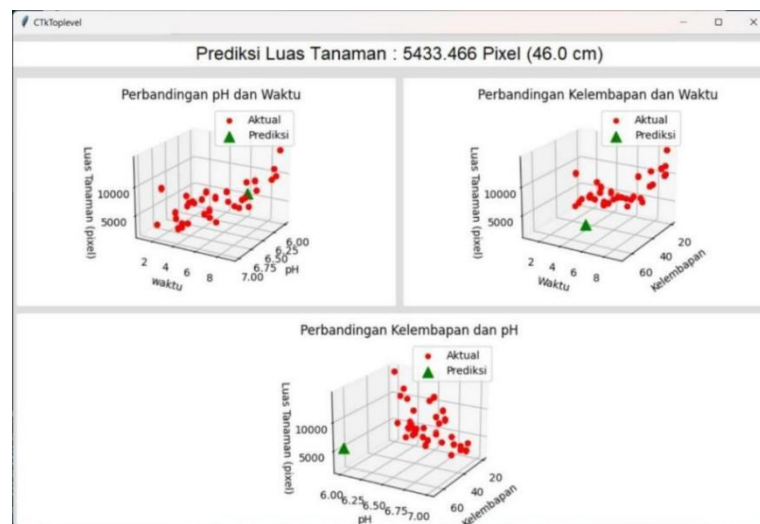 CTkToplevel
Prediksi Luas Tanaman : 5433.466 Pixel (46.0 cm)
Perbandingan pH dan Waktu
Aktual
Prediksi
Luas Tanaman (pixel)
10000
5000
2 4 6 8
waktu
6.00
6.25
6.50
6.75
7.00
pH
Perbandingan Kelembapan dan Waktu
Aktual
Prediksi
Luas Tanaman (pixel)
10000
5000
2 4 6 8
Waktu
20
40
60
Kelembapan
Perbandingan Kelembapan dan pH
Aktual
Prediksi
Luas Tanaman (pixel)
10000
5000
6.00 6.25 6.50 6.75 7.00
pH
20
40
60
Kelembapan